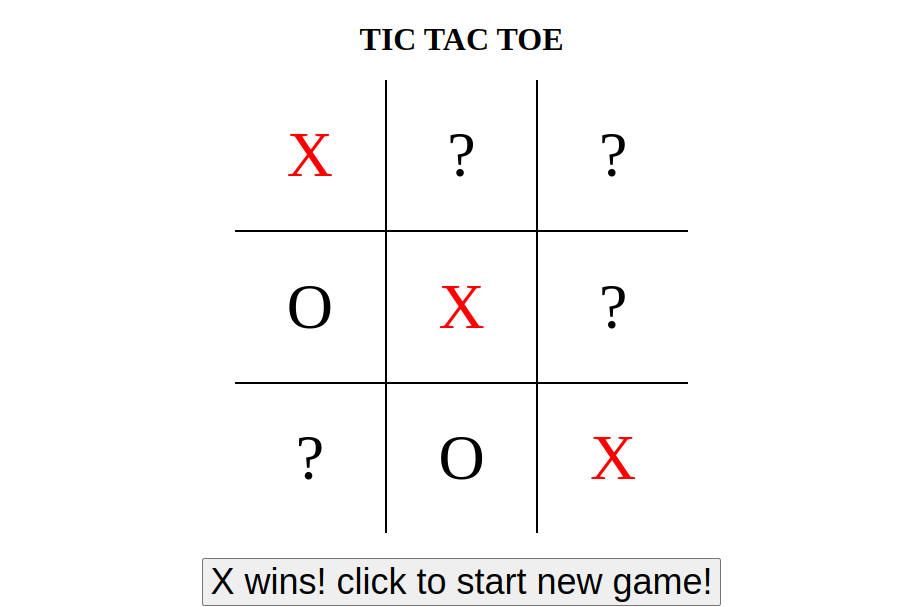 TIC TAC TOE
X ? ?
O X ?
? O X
X wins! click to start new game!